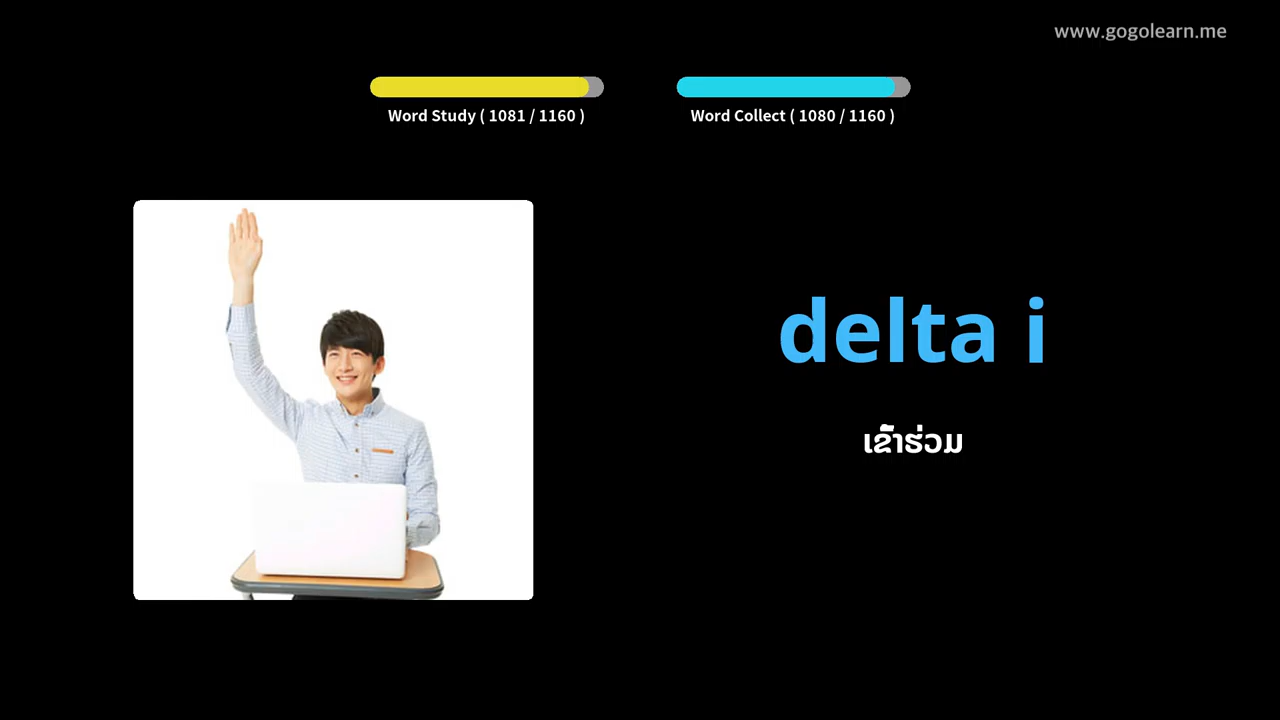 www.gogolearn.me
Word Study ( 1081 / 1160 )
Word Collect ( 1080 / 1160 )
delta i
ເຂົ້າຮ່ວມ